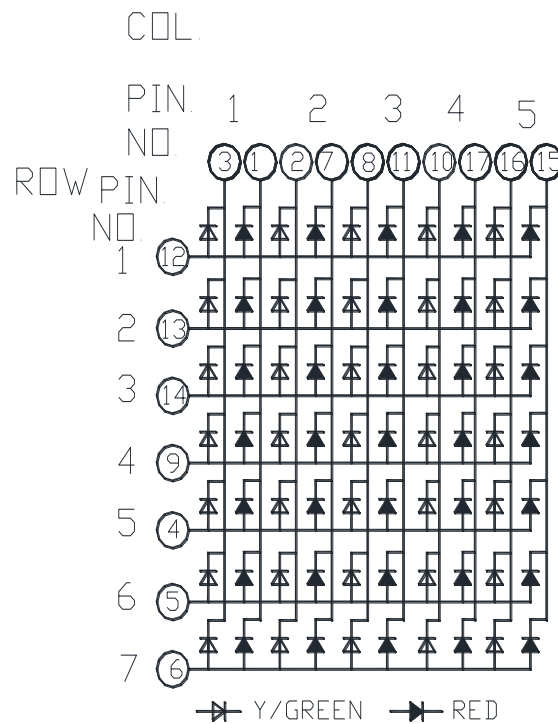 COL.
PIN. 1 2 3 4 5
NO. 3 1 2 7 8 11 10 17 16 15
ROW PIN.
NO.
1 12
2 13
3 14
4 9
5 4
6 5
7 6
Y/GREEN RED